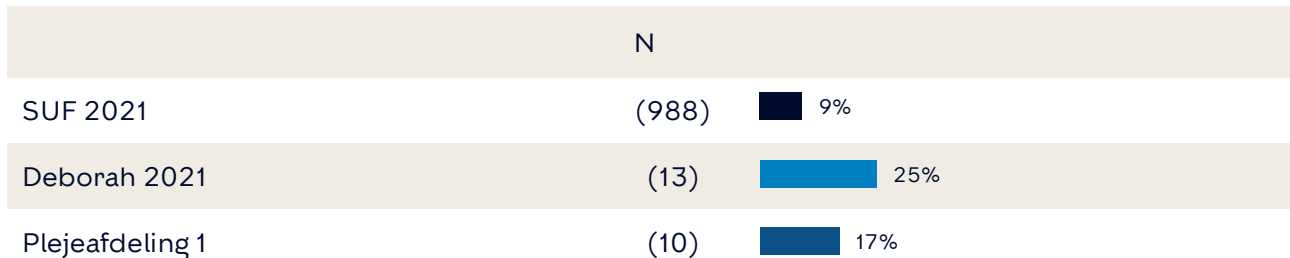 N
SUF 2021 (988) 9%
Deborah 2021 (13) 25%
Plejeafdeling 1 (10) 17%